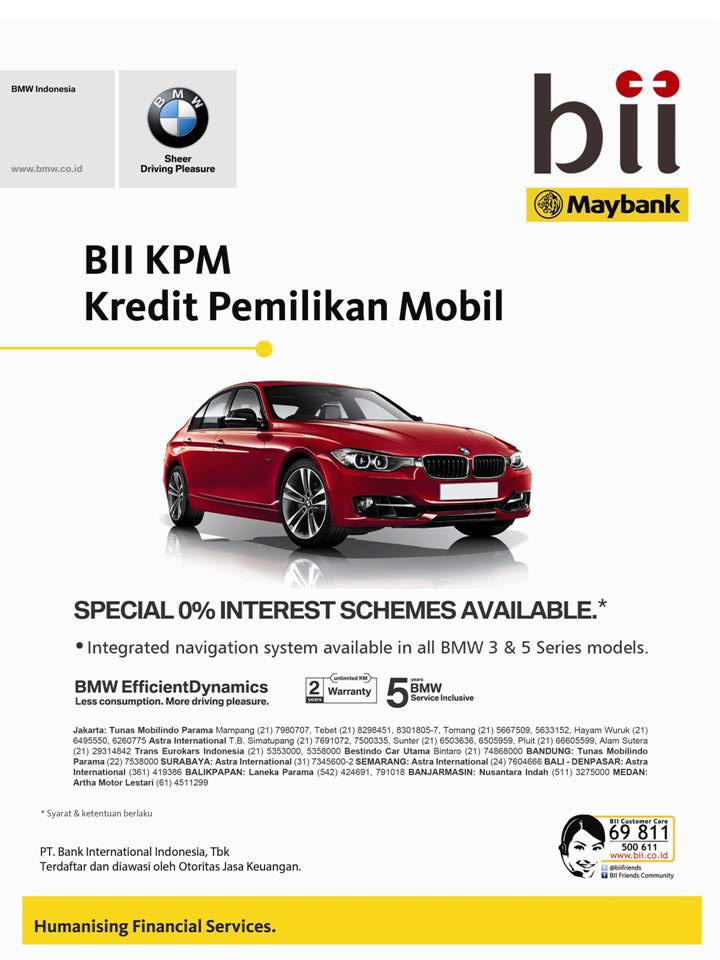 BMW Indonesia
www.bmw.co.id
BMW
Sheer
Driving Pleasure
bii
Maybank
BII KPM
Kredit Pemilikan Mobil
SPECIAL 0% INTEREST SCHEMES AVAILABLE.*
• Integrated navigation system available in all BMW 3 & 5 Series models.
BMW EfficientDynamics
Less consumption. More driving pleasure.
unlimited KM
2 years Warranty
5 years BMW
Service Inclusive
Jakarta: Tunas Mobilindo Parama Mampang (21) 7980707, Tebet (21) 8298451, 8301805-7, Tomang (21) 5667509, 5633152, Hayam Wuruk (21)
6495550, 6260775 Astra International T.B. Simatupang (21) 7691072, 7500335, Sunter (21) 6503636, 6505959, Pluit (21) 66605599, Alam Sutera
(21) 29314842 Trans Eurokars Indonesia (21) 5353000, 5358000 Bestindo Car Utama Bintaro (21) 74868000 BANDUNG: Tunas Mobilindo
Parama (22) 7538000 SURABAYA: Astra International (31) 7345600-2 SEMARANG: Astra International (24) 7604666 BALI - DENPASAR: Astra
International (361) 419386 BALIKPAPAN: Laneka Parama (542) 424691, 791018 BANJARMASIN: Nusantara Indah (511) 3275000 MEDAN:
Artha Motor Lestari (61) 4511299
* Syarat & ketentuan berlaku
PT. Bank International Indonesia, Tbk
Terdaftar dan diawasi oleh Otoritas Jasa Keuangan.
BII Customer Care
69 811
500 611
www.bii.co.id
@biifriends
BII Friends Community
Humanising Financial Services.